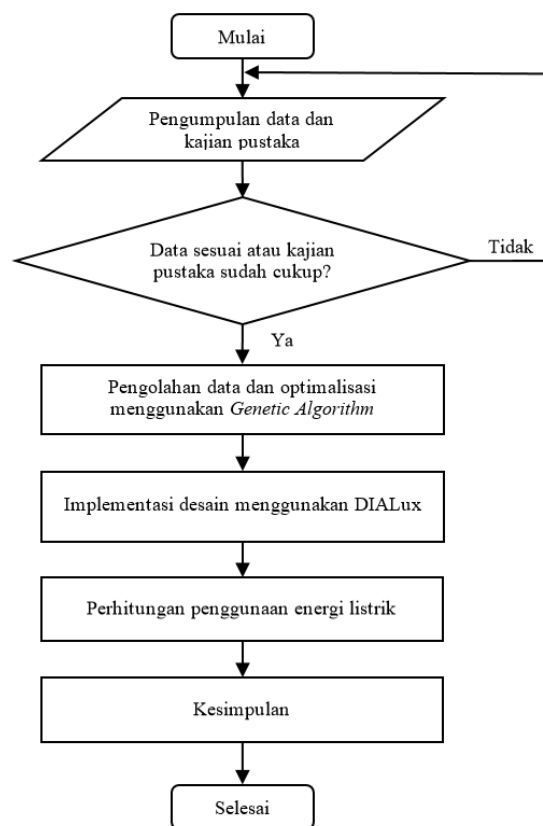 Mulai
Pengumpulan data dan
kajian pustaka
Data sesuai atau kajian
pustaka sudah cukup?
Tidak
Ya
Pengolahan data dan optimalisasi
menggunakan Genetic Algorithm
Implementasi desain menggunakan DIALux
Perhitungan penggunaan energi listrik
Kesimpulan
Selesai